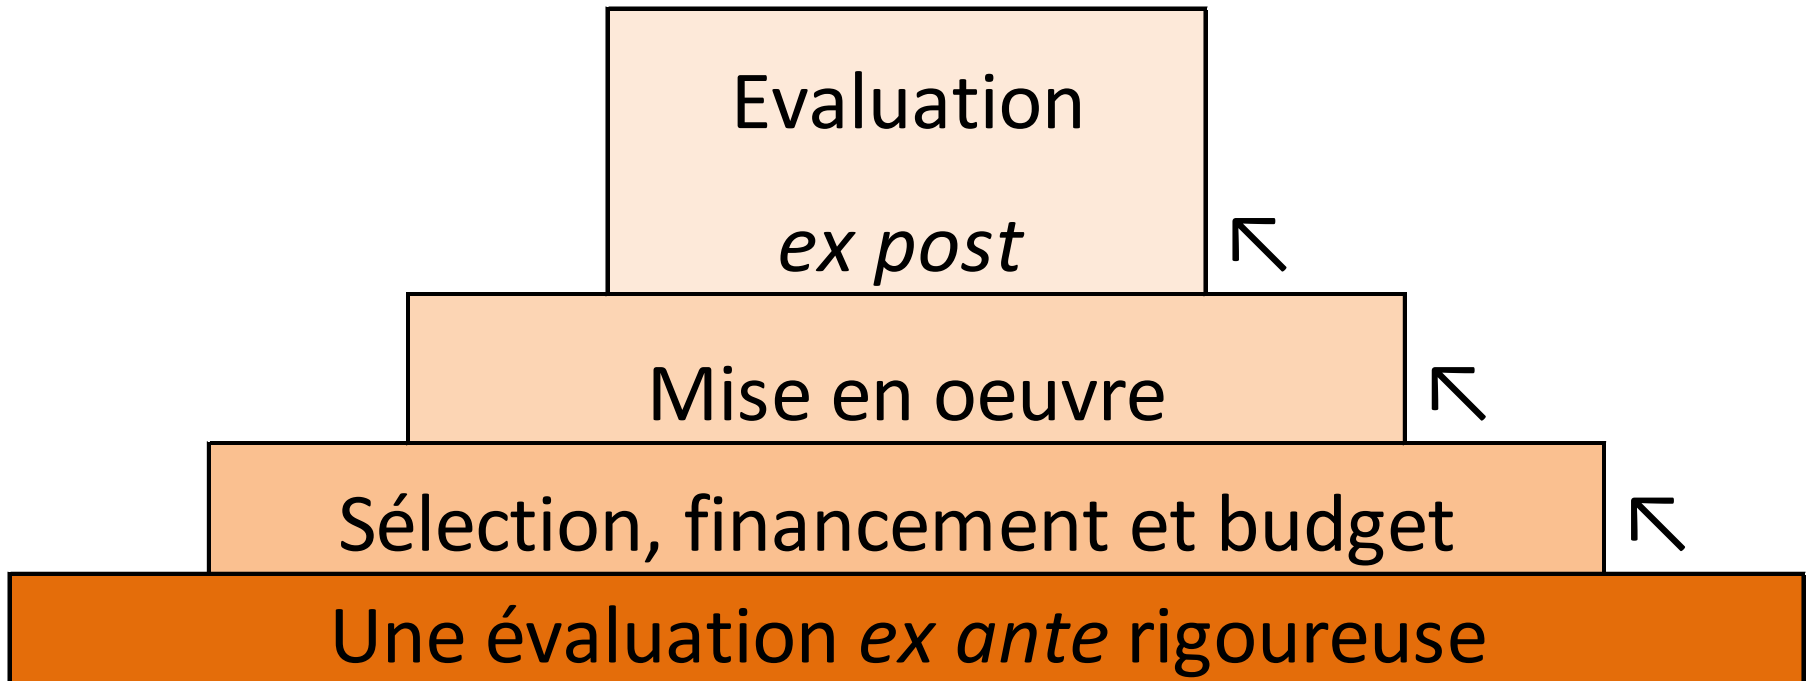 Evaluation
ex post
Mise en oeuvre
Sélection, financement et budget
Une évaluation ex ante rigoureuse